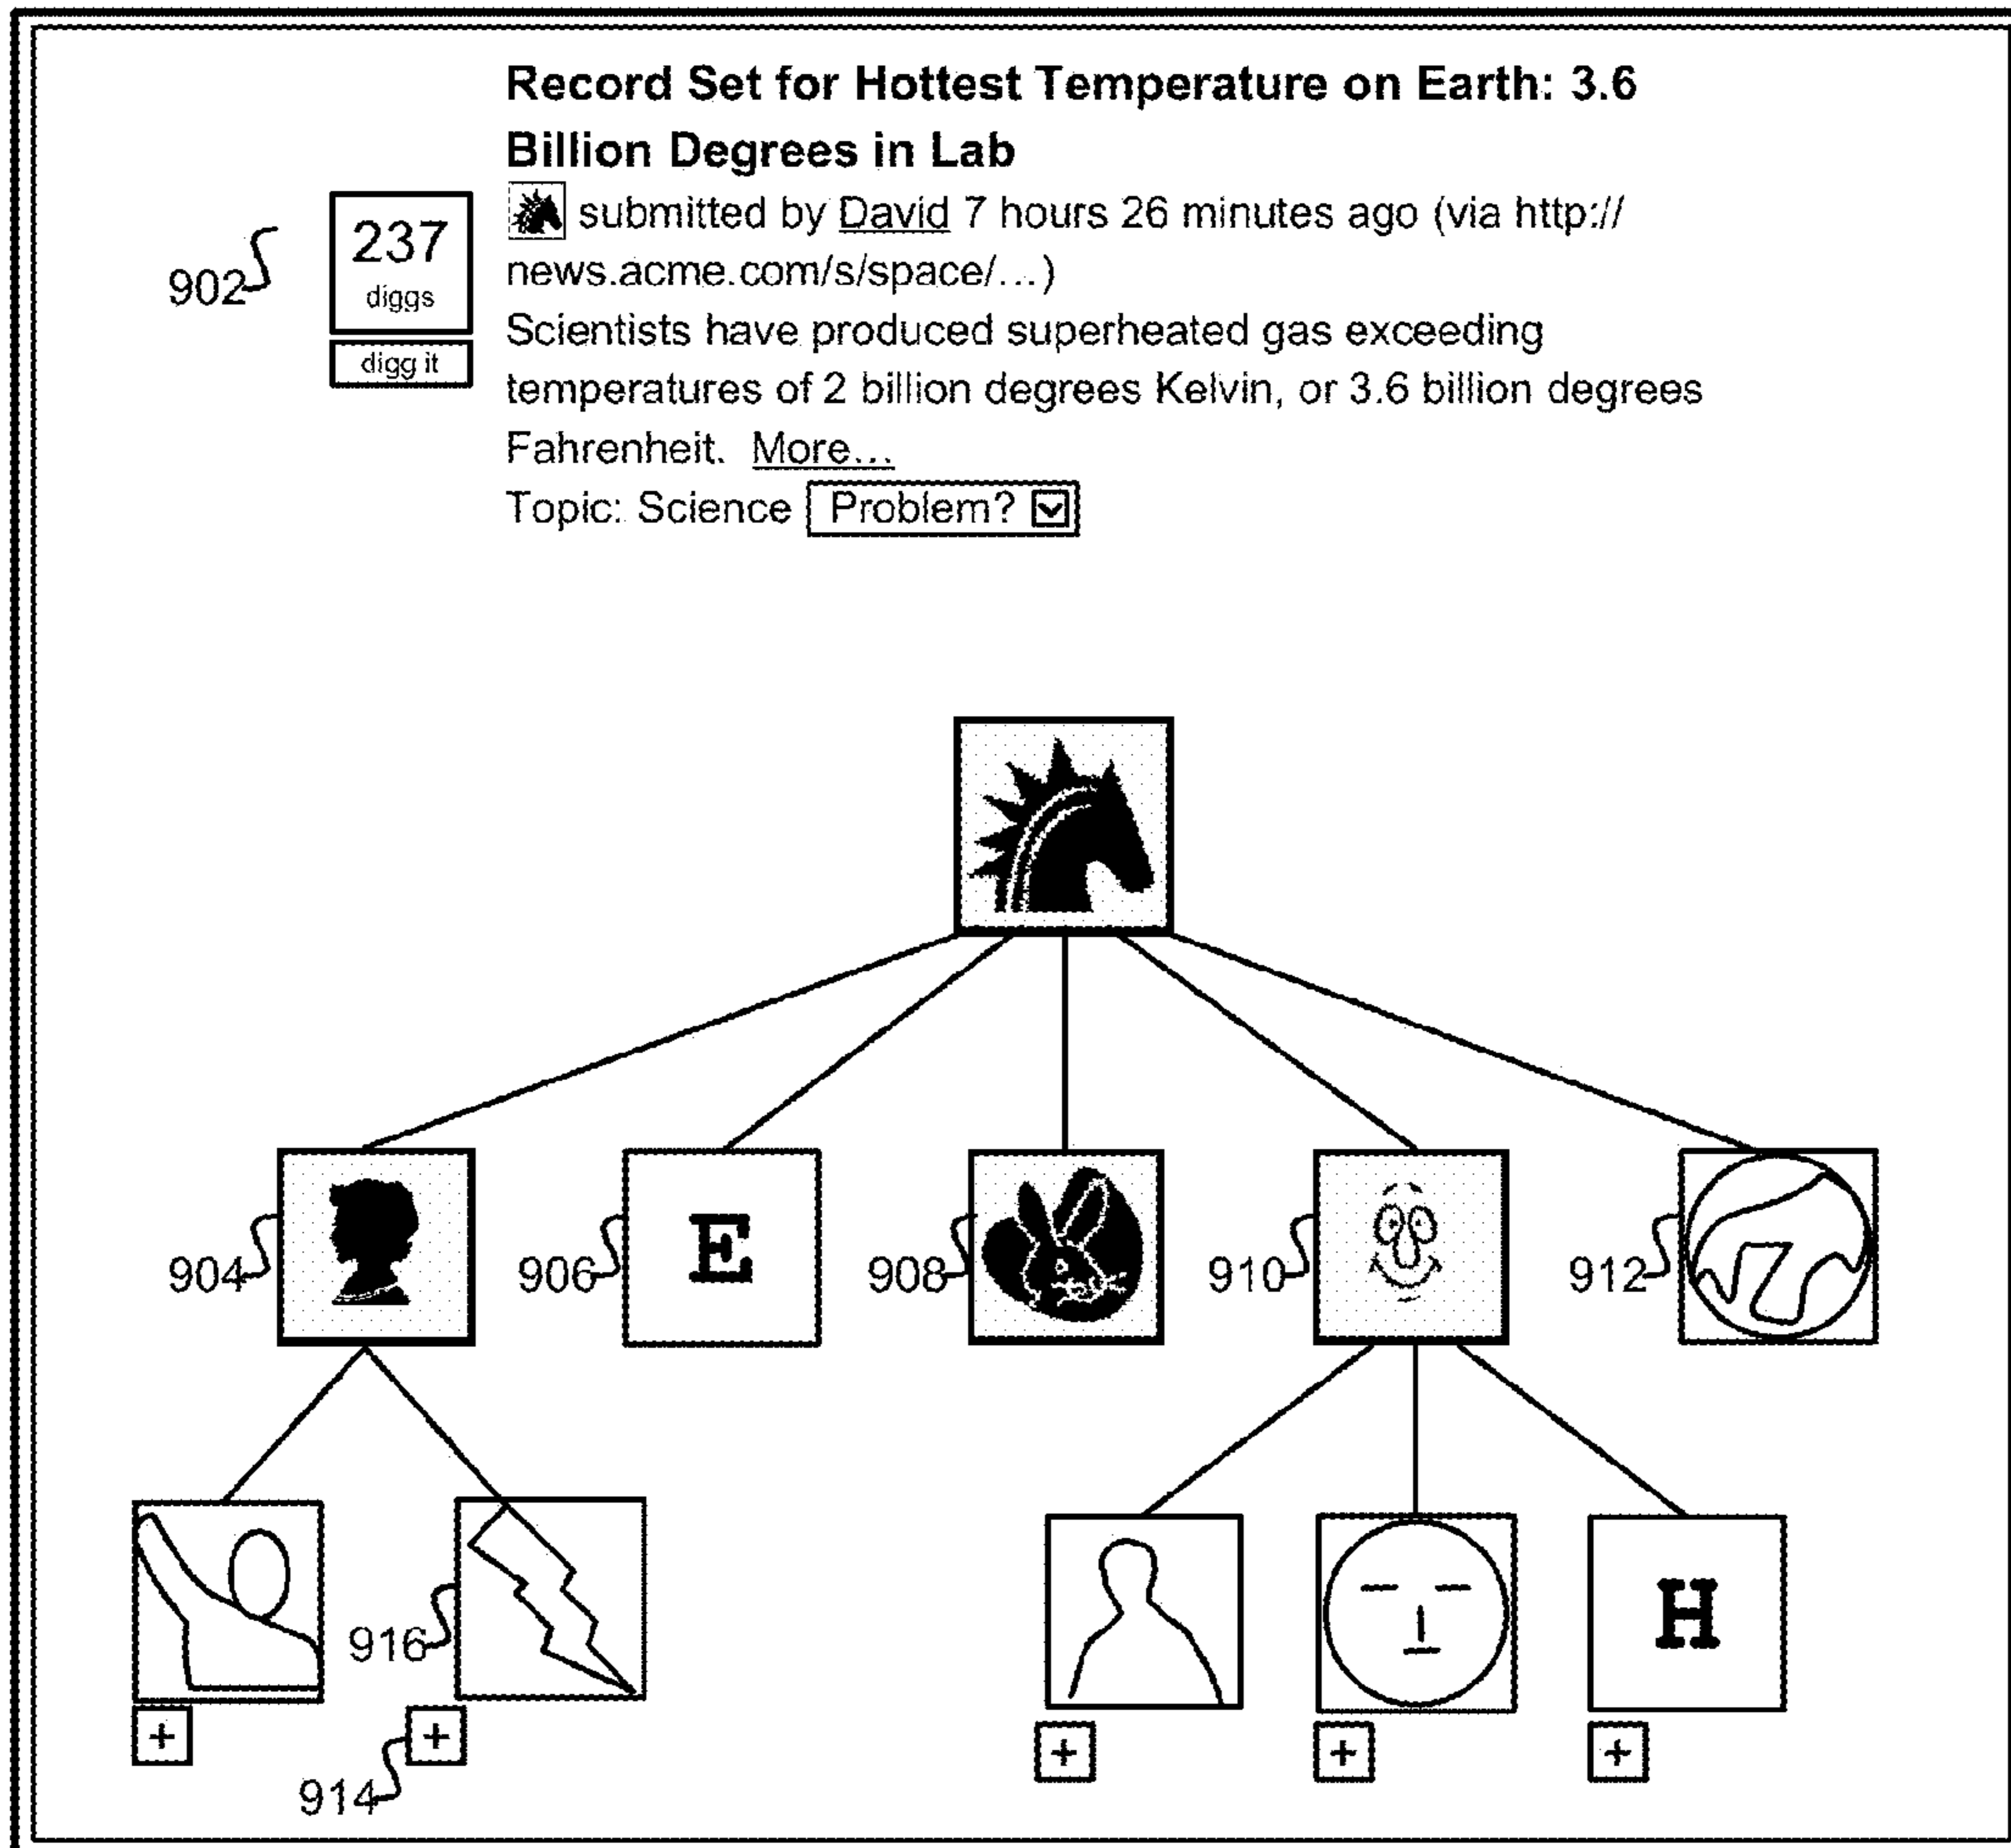 Record Set for Hottest Temperature on Earth: 3.6
Billion Degrees in Lab
submitted by David 7 hours 26 minutes ago (via http://
news.acme.com/s/space/...)
902
237
diggs
digg it
Scientists have produced superheated gas exceeding
temperatures of 2 billion degrees Kelvin, or 3.6 billion degrees
Fahrenheit. More...
Topic: Science Problem?
904
906
E
908
910
912
916
H
+
+
+
+
+
914